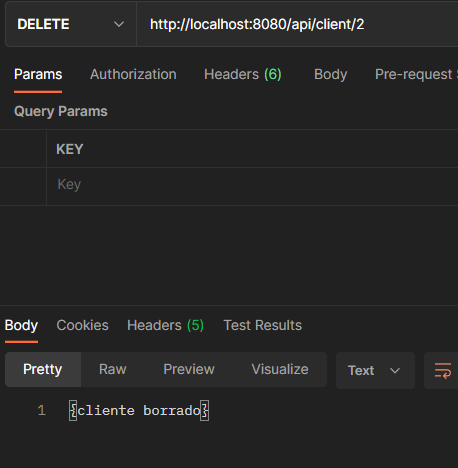 DELETE http://localhost:8080/api/client/2
Params Authorization Headers (6) Body Pre-request
Query Params
KEY
Key
Body Cookies Headers (5) Test Results
Pretty Raw Preview Visualize Text
1 {cliente borrado}